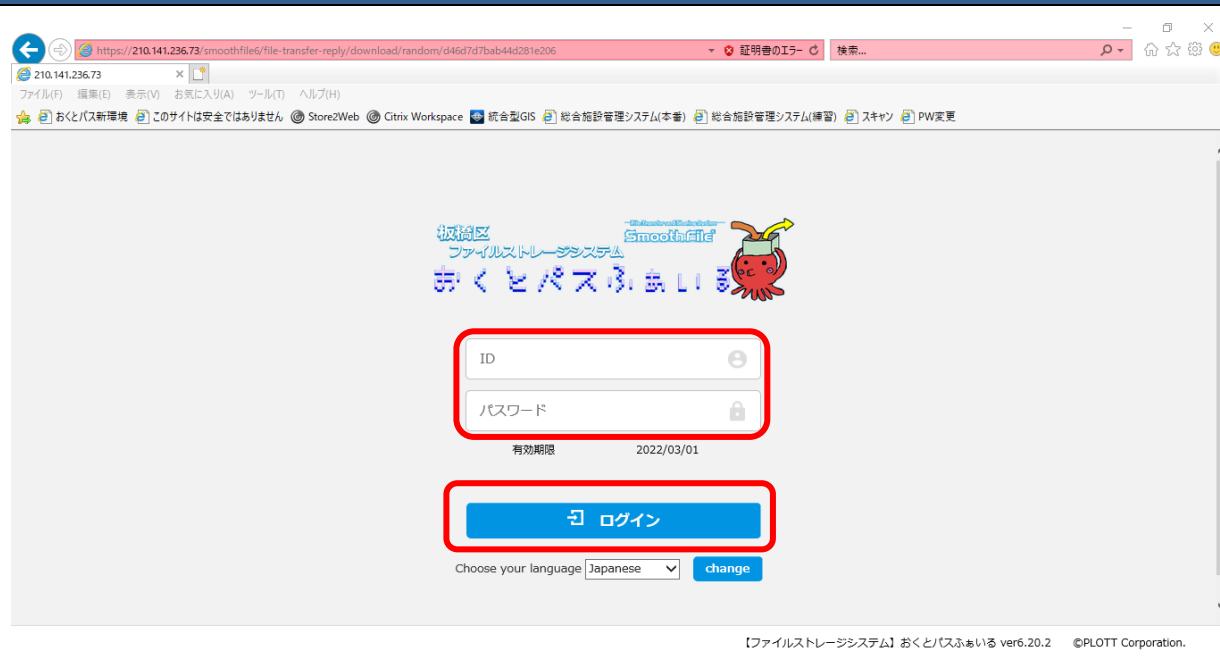 https://210.141.236.73/smoothfile6/file-transfer-reply/download/random/d46d7d7bab44d281e206
証明書のエラー
検索...
210.141.236.73
ファイル(F) 編集(E) 表示(V) お気に入り(A) ツール(T) ヘルプ(H)
おくとパス新環境 このサイトは安全ではありません Store2Web Citrix Workspace 統合型GIS 総合施設管理システム(本番) 総合施設管理システム(練習) スキャン PW変更
板橋区
SmoothFile
ファイルストレージシステム
おくとパスふぁいる
ID
パスワード
有効期限 2022/03/01
ログイン
Choose your language Japanese change
【ファイルストレージシステム】おくとパスふぁいる ver6.20.2 ©PLOTT Corporation.